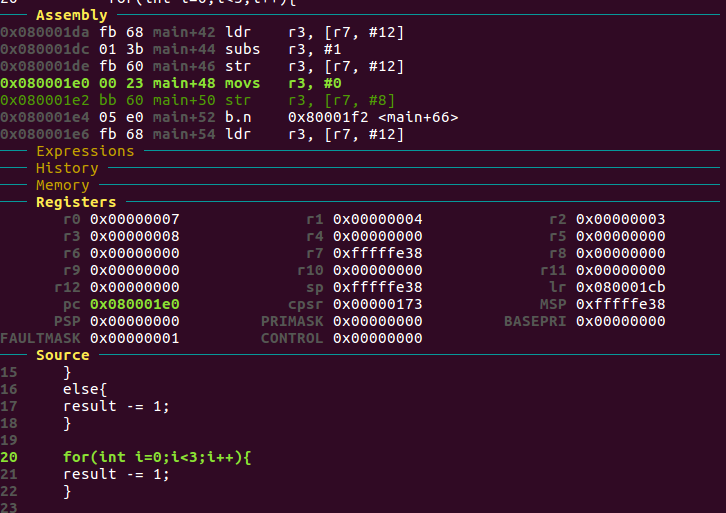 20 for(int i=0;i<3;i++){
Assembly
0x080001da fb 68 main+42 ldr r3, [r7, #12]
0x080001dc 01 3b main+44 subs r3, #1
0x080001de fb 60 main+46 str r3, [r7, #12]
0x080001e0 00 23 main+48 movs r3, #0
0x080001e2 bb 60 main+50 str r3, [r7, #8]
0x080001e4 05 e0 main+52 b.n 0x80001f2 <main+66>
0x080001e6 fb 68 main+54 ldr r3, [r7, #12]
Expressions
History
Memory
Registers
r0 0x00000007 r1 0x00000004 r2 0x00000003
r3 0x00000008 r4 0x00000000 r5 0x00000000
r6 0x00000000 r7 0xfffffe38 r8 0x00000000
r9 0x00000000 r10 0x00000000 r11 0x00000000
r12 0x00000000 sp 0xfffffe38 lr 0x080001cb
pc 0x080001e0 cpsr 0x00000173 MSP 0xfffffe38
PSP 0x00000000 PRIMASK 0x00000000 BASEPRI 0x00000000
FAULTMASK 0x00000001 CONTROL 0x00000000
Source
15 }
16 else{
17 result -= 1;
18 }
19
20 for(int i=0;i<3;i++){
21 result -= 1;
22 }
23